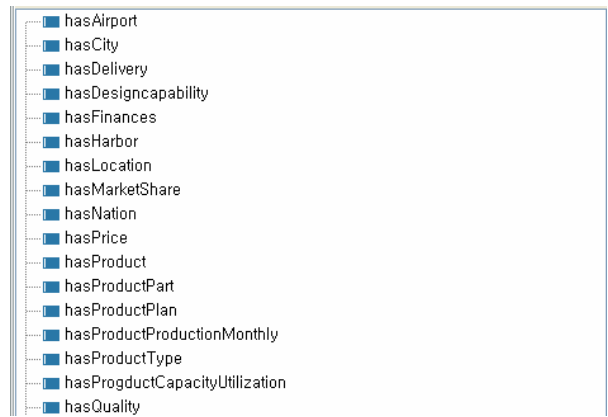 hasAirport
hasCity
hasDelivery
hasDesigncapability
hasFinances
hasHarbor
hasLocation
hasMarketShare
hasNation
hasPrice
hasProduct
hasProductPart
hasProductPlan
hasProductProductionMonthly
hasProductType
hasProgductCapacityUtilization
hasQuality